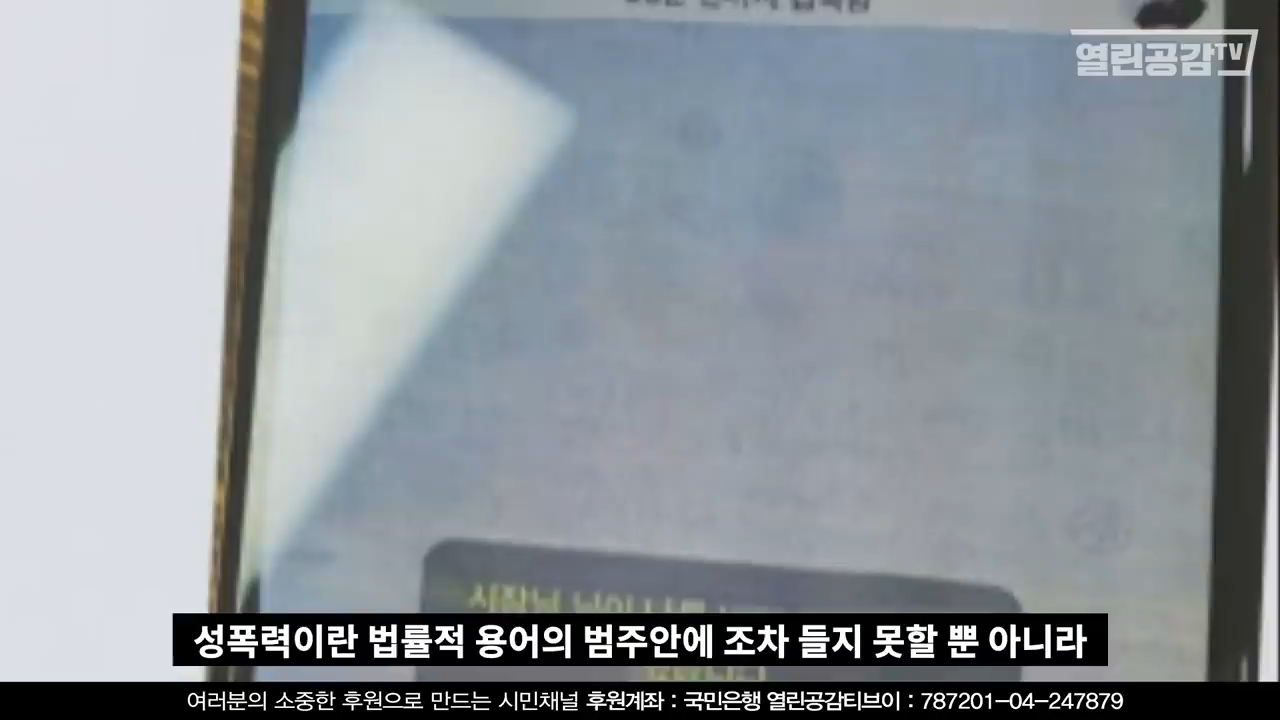 열린공감TV
시장님
성폭력이란 법률적 용어의 범주안에 조차 들지 못할 뿐 아니라
여러분의 소중한 후원으로 만드는 시민채널 후원계좌 : 국민은행 열린공감티브이 : 787201-04-247879